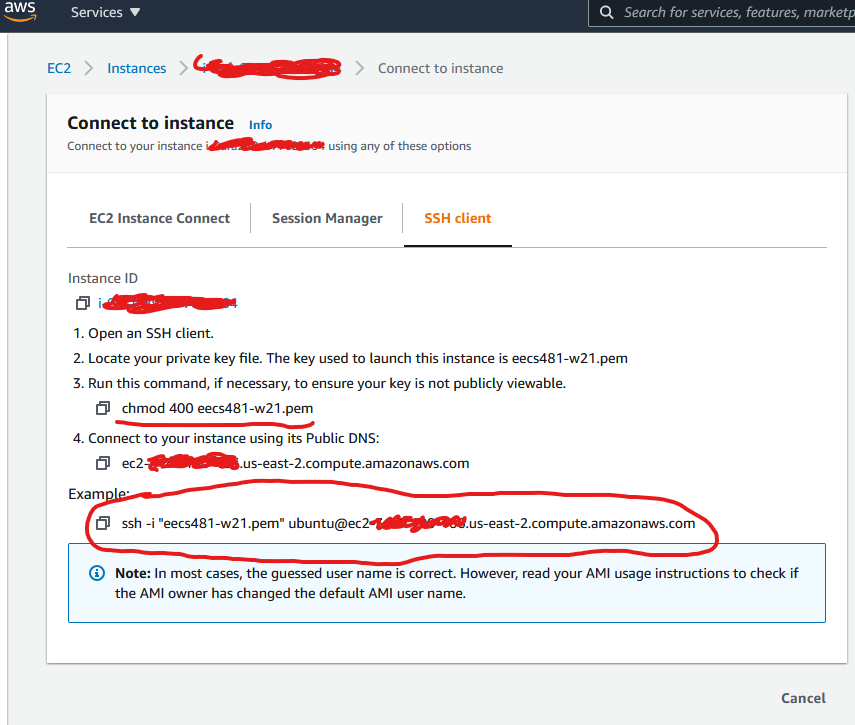 aws
Services
Search for services, features, marketp
EC2 > Instances > > Connect to instance
Connect to instance Info
Connect to your instance using any of these options
EC2 Instance Connect Session Manager SSH client
Instance ID
1. Open an SSH client.
2. Locate your private key file. The key used to launch this instance is eecs481-w21.pem
3. Run this command, if necessary, to ensure your key is not publicly viewable.
chmod 400 eecs481-w21.pem
4. Connect to your instance using its Public DNS:
ec2- .us-east-2.compute.amazonaws.com
Example:
ssh -i "eecs481-w21.pem" ubuntu@ec2- .us-east-2.compute.amazonaws.com
Note: In most cases, the guessed user name is correct. However, read your AMI usage instructions to check if
the AMI owner has changed the default AMI user name.
Cancel